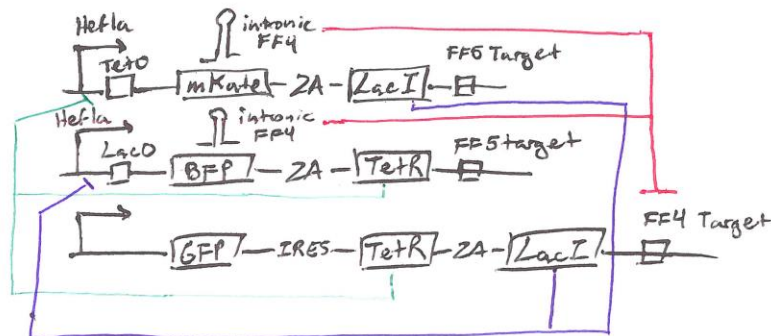 Hef1a
intronic
FF4
TetO
mKate
2A
LacI
FF6 Target
Hef1a
intronic
FF4
LacO
BFP
2A
TetR
FF5 target
FF4 Target
GFP
IRES
TetR
2A
LacI